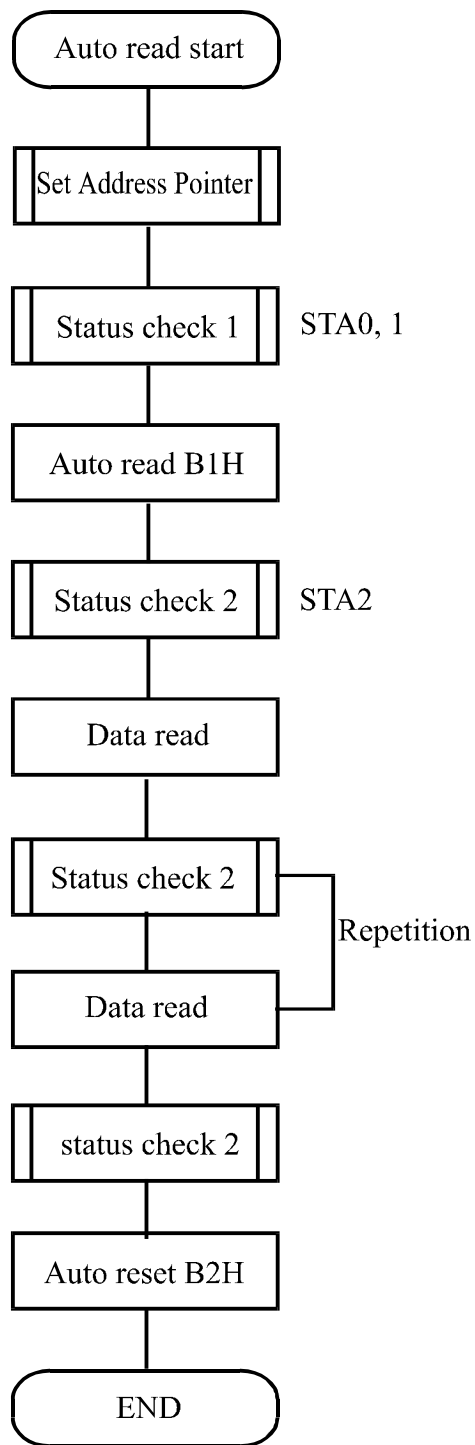 Auto read start
Set Address Pointer
Status check 1
STA0, 1
Auto read B1H
Status check 2
STA2
Data read
Status check 2
Repetition
Data read
status check 2
Auto reset B2H
END